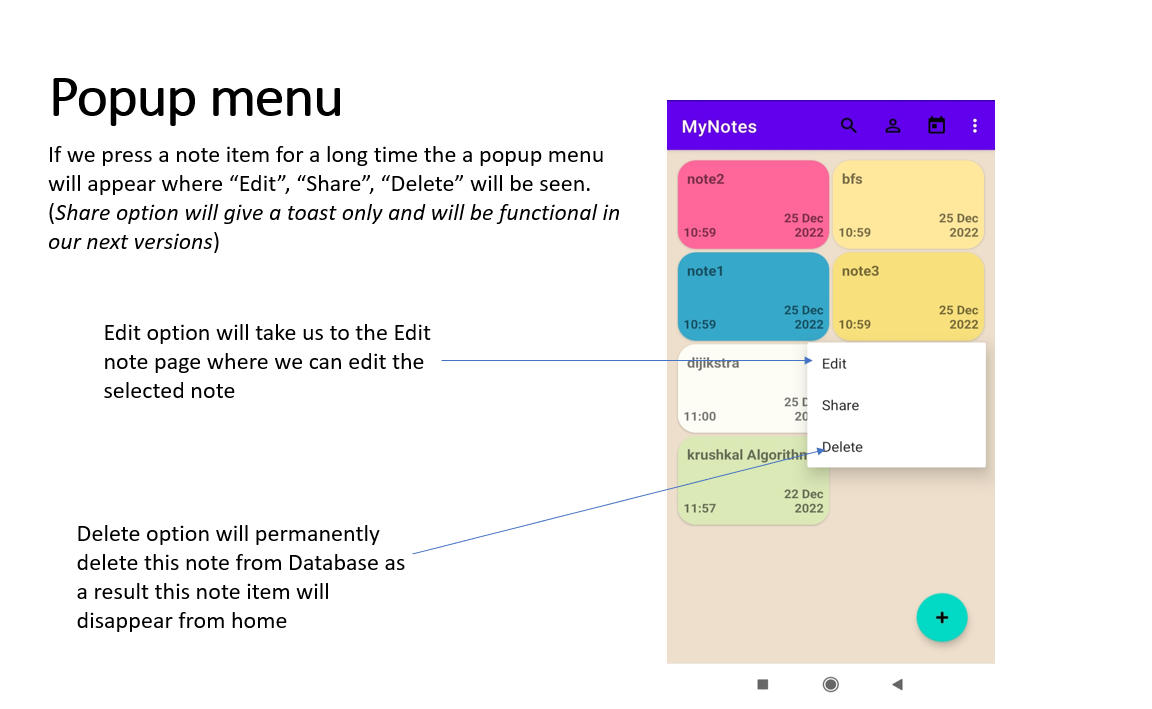 Popup menu
If we press a note item for a long time the a popup menu
will appear where “Edit”, “Share”, “Delete” will be seen.
(Share option will give a toast only and will be functional in
our next versions)
Edit option will take us to the Edit
note page where we can edit the
selected note
Delete option will permanently
delete this note from Database as
a result this note item will
disappear from home
MyNotes
note2
25 Dec
10:59 2022
bfs
25 Dec
10:59 2022
note1
25 Dec
10:59 2022
note3
25 Dec
10:59 2022
dijikstra
25 D
11:00 20
Edit
Share
Delete
krushkal Algorithm
22 Dec
11:57 2022
+